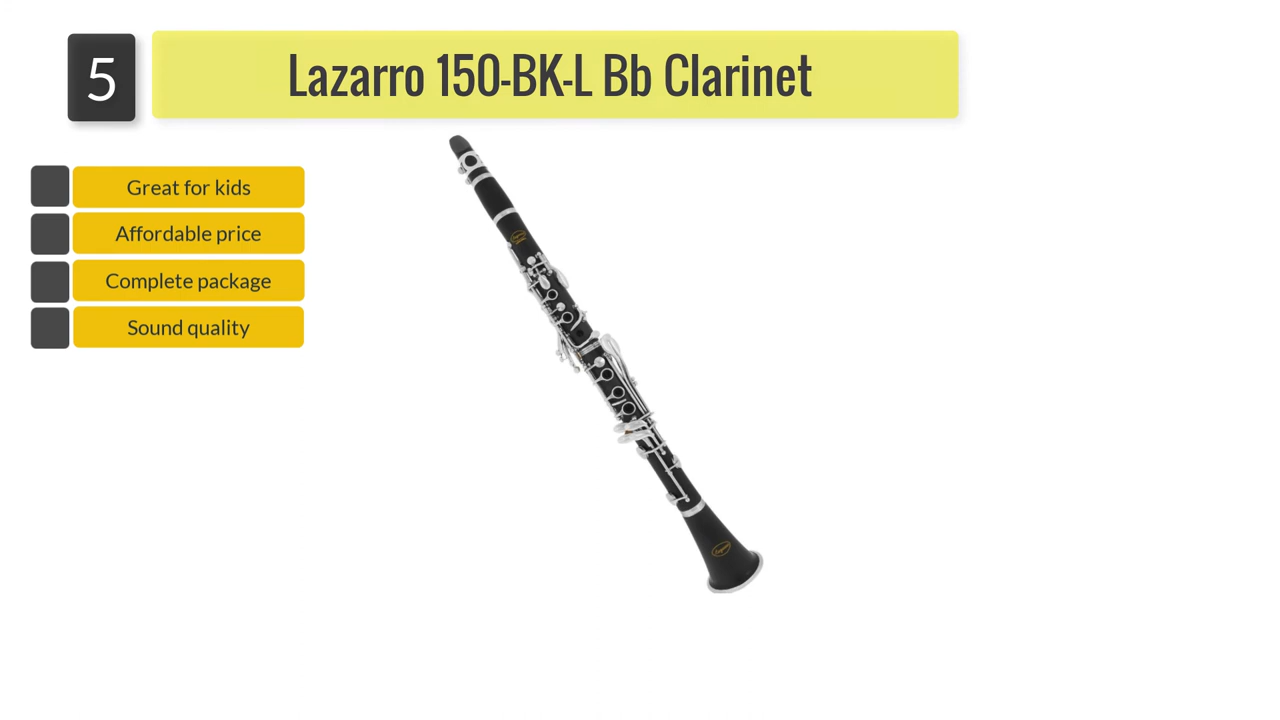 5
Lazarro 150-BK-L Bb Clarinet
Great for kids
Affordable price
Complete package
Sound quality